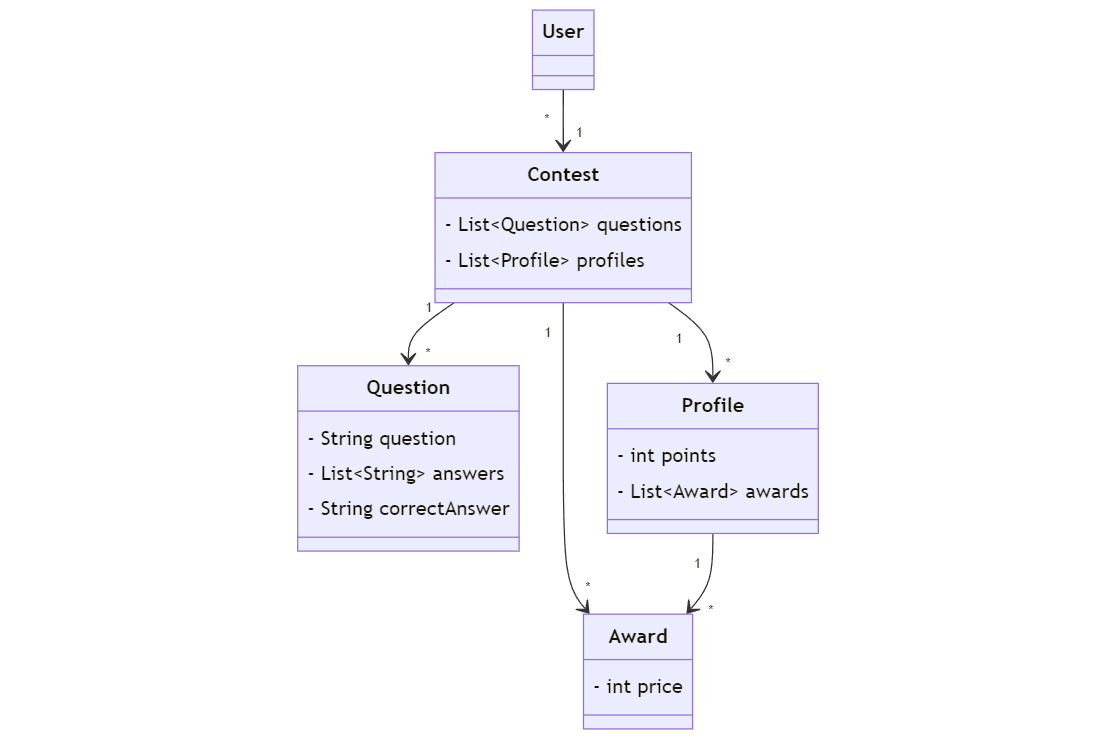 User
*
1
Contest
- List<Question> questions
- List<Profile> profiles
1
*
1
*
1
*
Question
- String question
- List<String> answers
- String correctAnswer
Profile
- int points
- List<Award> awards
1
*
Award
- int price